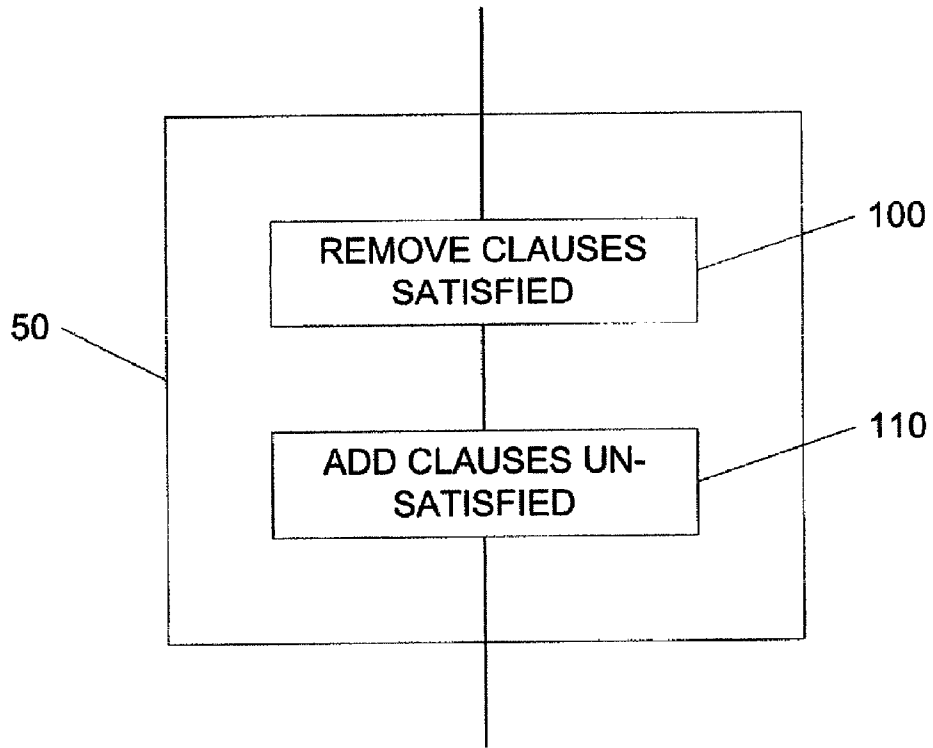 REMOVE CLAUSES
SATISFIED
100
50
ADD CLAUSES UN-
SATISFIED
110